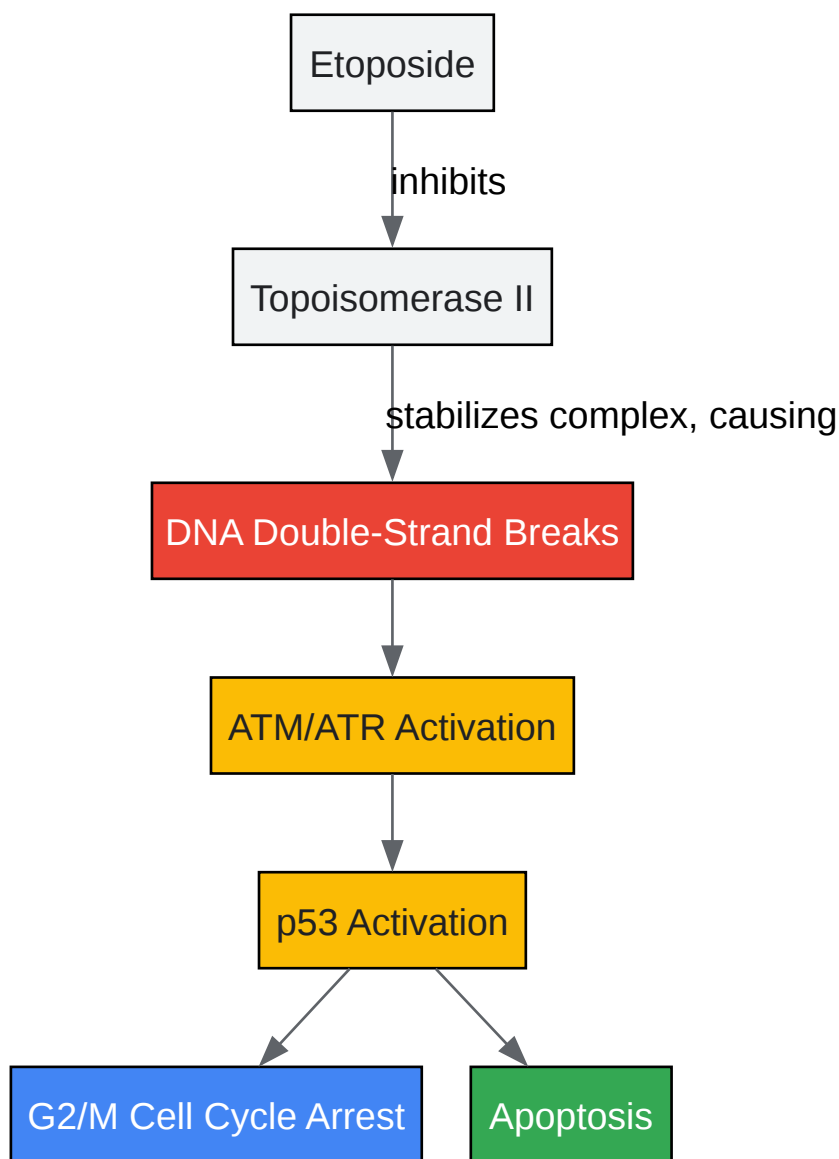 Etoposide
inhibits
Topoisomerase II
stabilizes complex, causing
DNA Double-Strand Breaks
ATM/ATR Activation
p53 Activation
G2/M Cell Cycle Arrest
Apoptosis